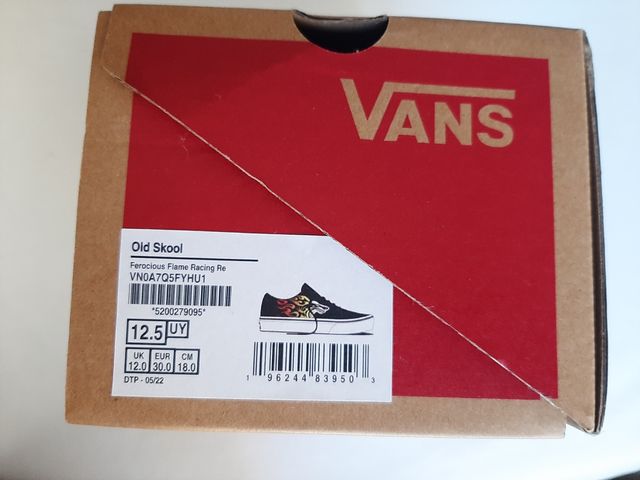 VANS
Old Skool
Ferocious Flame Racing Re
VN0A7Q5FYHU1
*5200279095*
12.5 UY
UK EUR CM
12.0 30.0 18.0
DTP - 05/22
1 96244 83950 3